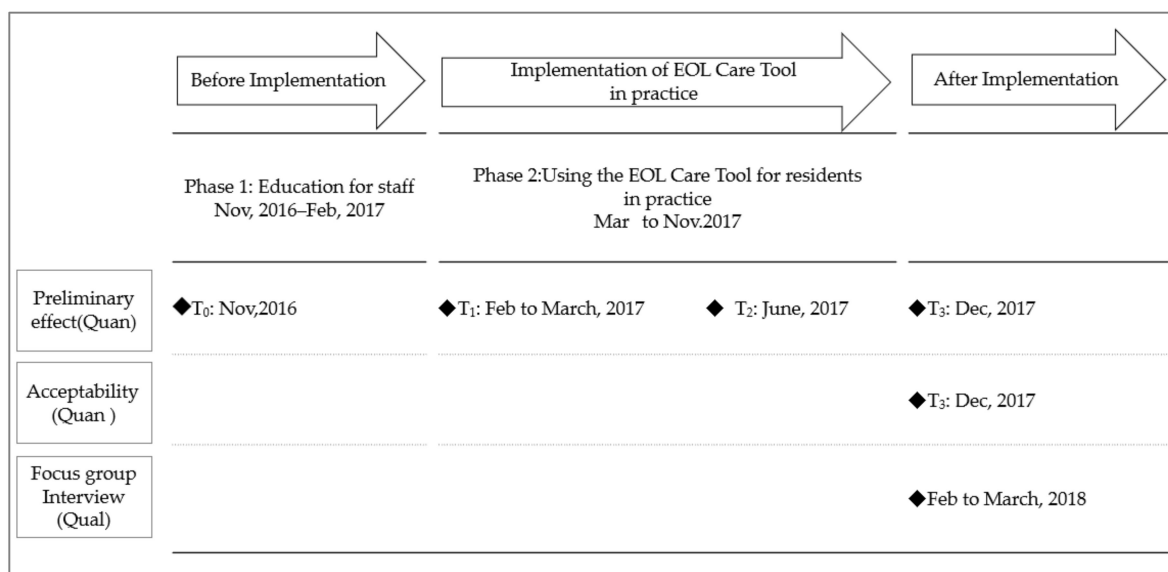 Before Implementation
Implementation of EOL Care Tool
in practice
After Implementation
Phase 1: Education for staff
Nov, 2016–Feb, 2017
Phase 2:Using the EOL Care Tool for residents
in practice
Mar to Nov.2017
Preliminary
effect(Quan)
◆T₀: Nov,2016
◆T₁: Feb to March, 2017
◆ T₂: June, 2017
◆T₃: Dec, 2017
Acceptability
(Quan )
◆T₃: Dec, 2017
Focus group
Interview
(Qual)
◆Feb to March, 2018